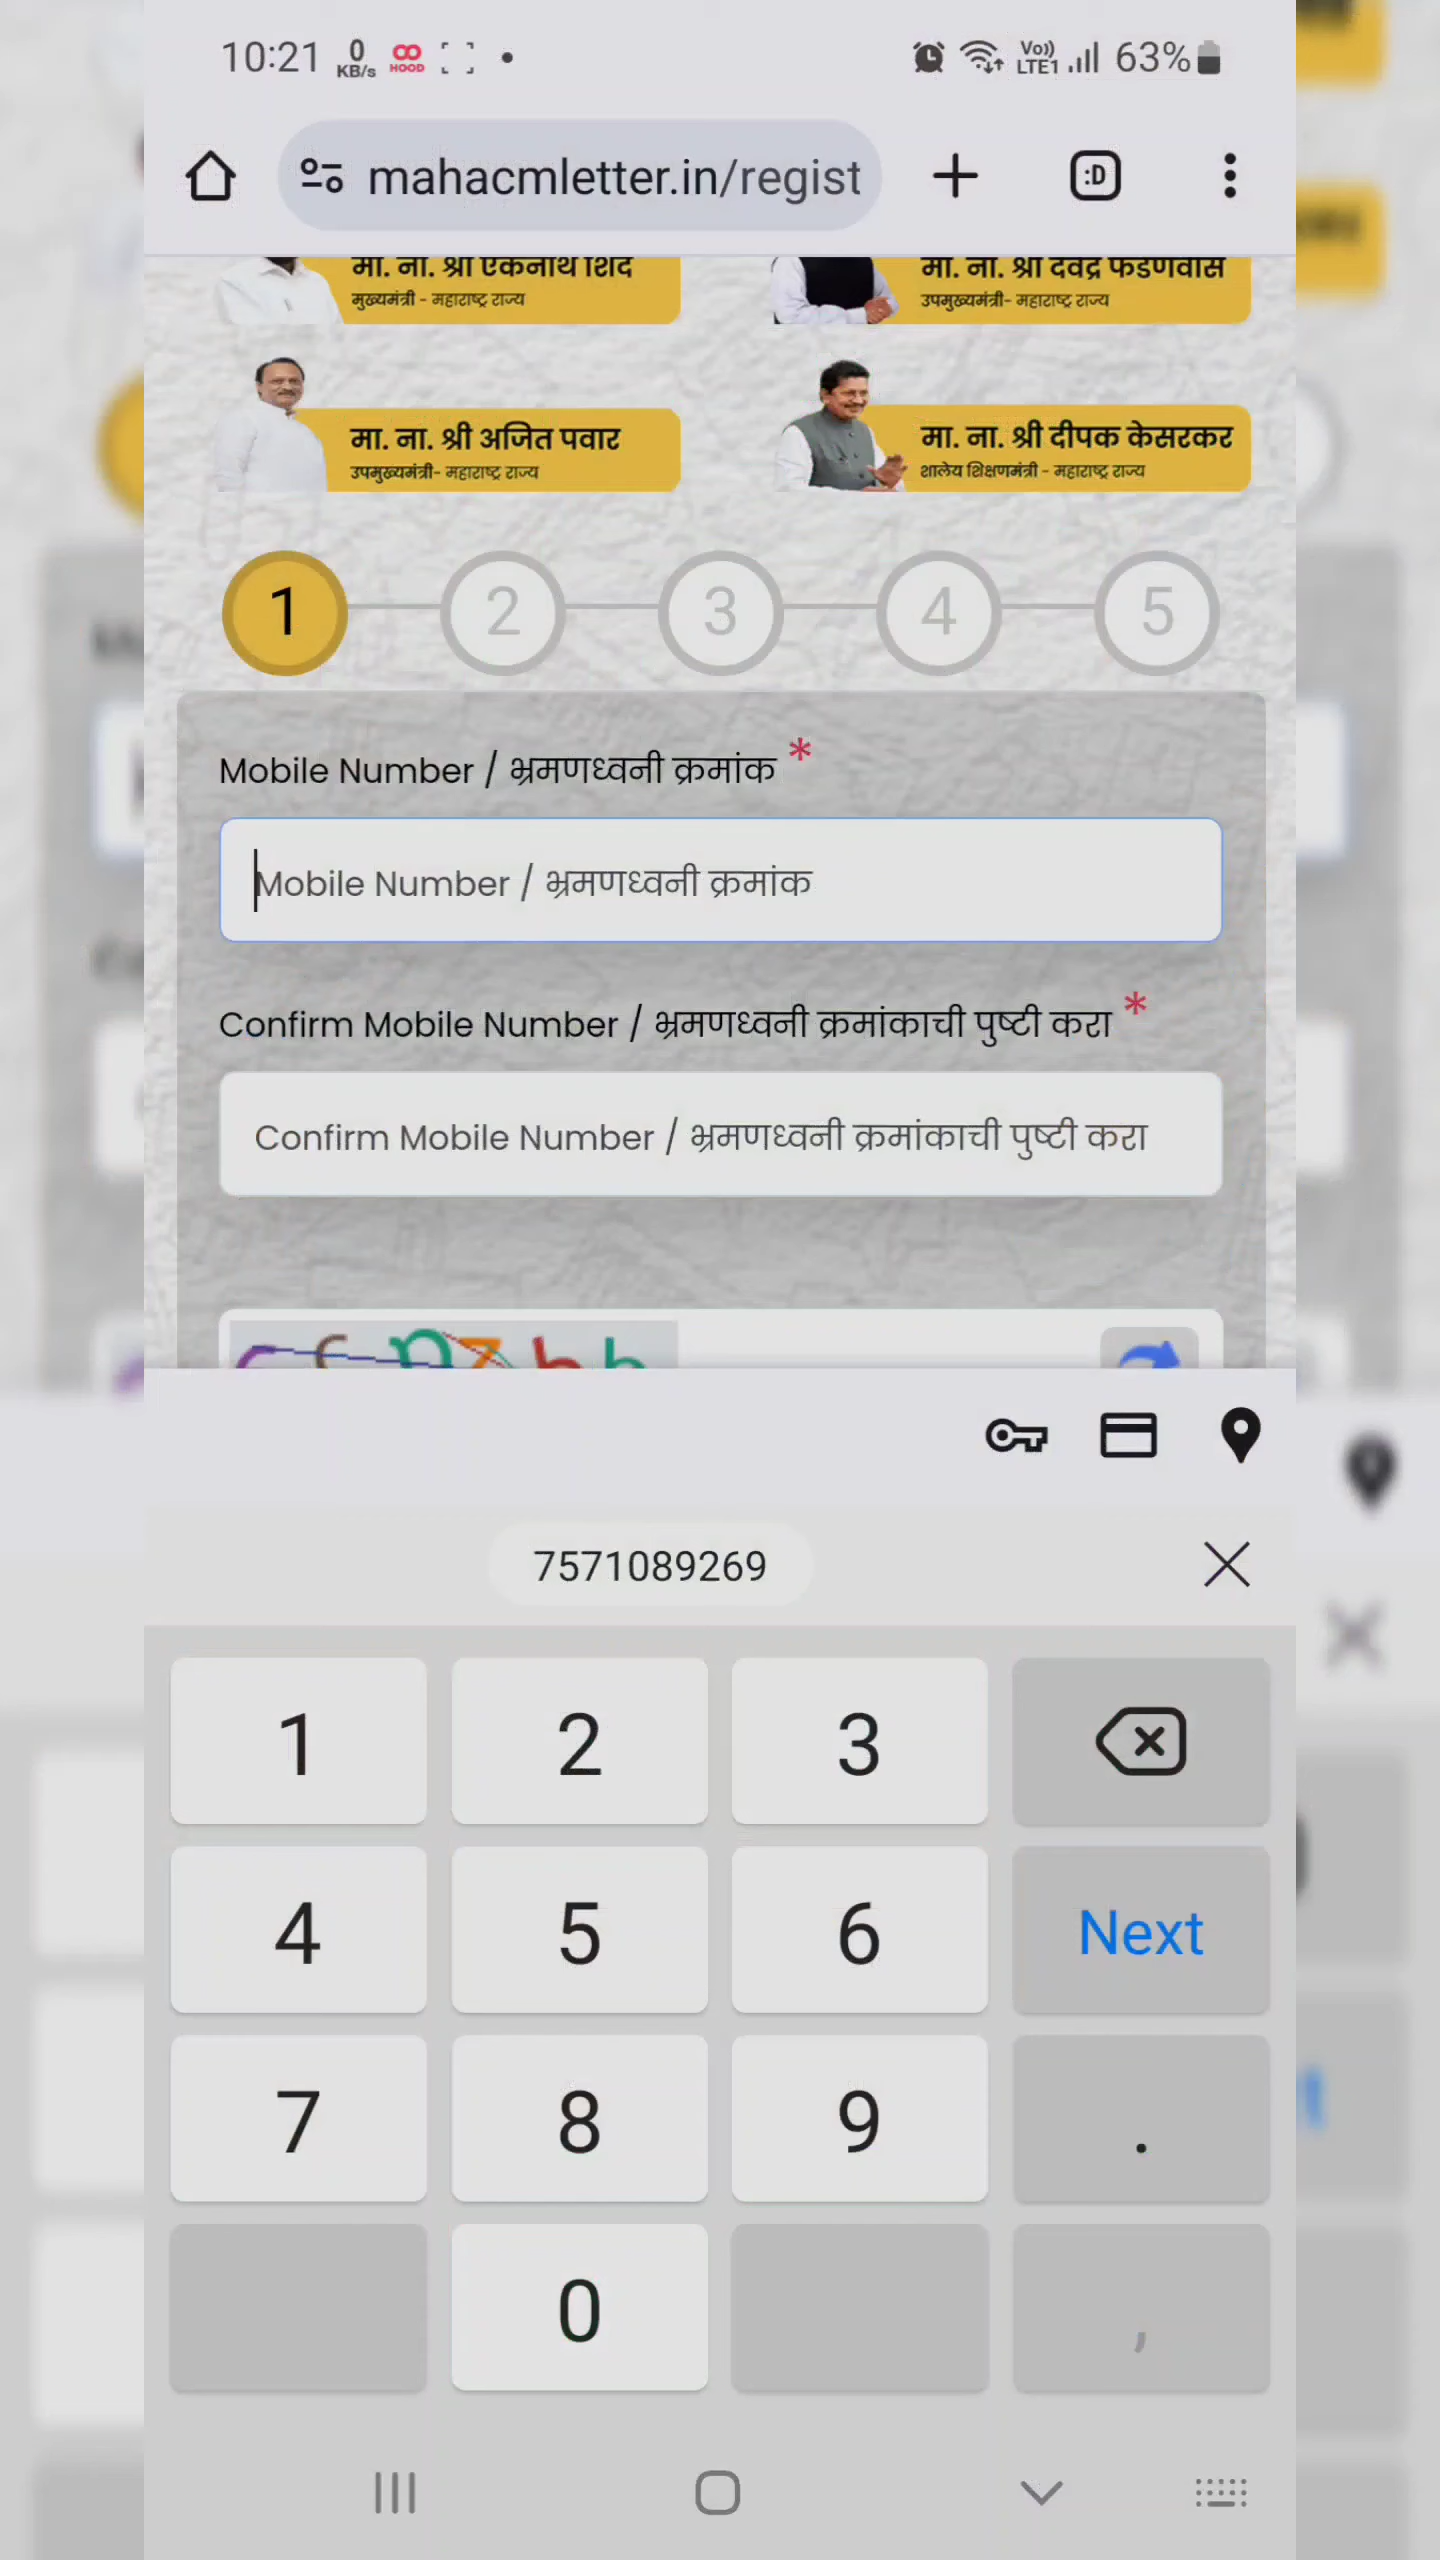 10:21 0 KB/s HOOD Vo)) LTE1 63%
mahacmletter.in/regist
:D
मा. ना. श्री एकनाथ शिंदे
मुख्यमंत्री - महाराष्ट्र राज्य
मा. ना. श्री देवेंद्र फडणवीस
उपमुख्यमंत्री- महाराष्ट्र राज्य
मा. ना. श्री अजित पवार
उपमुख्यमंत्री- महाराष्ट्र राज्य
मा. ना. श्री दीपक केसरकर
शालेय शिक्षणमंत्री - महाराष्ट्र राज्य
1 2 3 4 5
Mobile Number / भ्रमणध्वनी क्रमांक *
Mobile Number / भ्रमणध्वनी क्रमांक
Confirm Mobile Number / भ्रमणध्वनी क्रमांकाची पुष्टी करा *
Confirm Mobile Number / भ्रमणध्वनी क्रमांकाची पुष्टी करा
7571089269
1 2 3
4 5 6 Next
7 8 9 .
0 ,